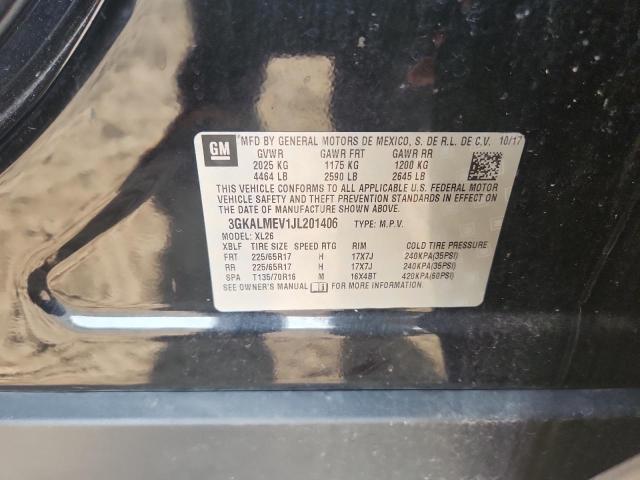 GM MFD BY GENERAL MOTORS DE MEXICO, S. DE R.L. DE C.V. 10/17
GVWR GAWR FRT GAWR RR
2025 KG 1175 KG 1200 KG
4464 LB 2590 LB 2645 LB
THIS VEHICLE CONFORMS TO ALL APPLICABLE U.S. FEDERAL MOTOR
VEHICLE SAFETY AND THEFT PREVENTION STANDARDS IN EFFECT ON
THE DATE OF MANUFACTURE SHOWN ABOVE.
3GKALMEV1JL201406 TYPE: M.P.V.
MODEL: XL26
XBLF TIRE SIZE SPEED RTG RIM COLD TIRE PRESSURE
FRT 225/65R17 H 17X7J 240KPA(35PSI)
RR 225/65R17 H 17X7J 240KPA(35PSI)
SPA T135/70R16 M 16X4BT 420KPA(60PSI)
SEE OWNER'S MANUAL FOR MORE INFORMATION.